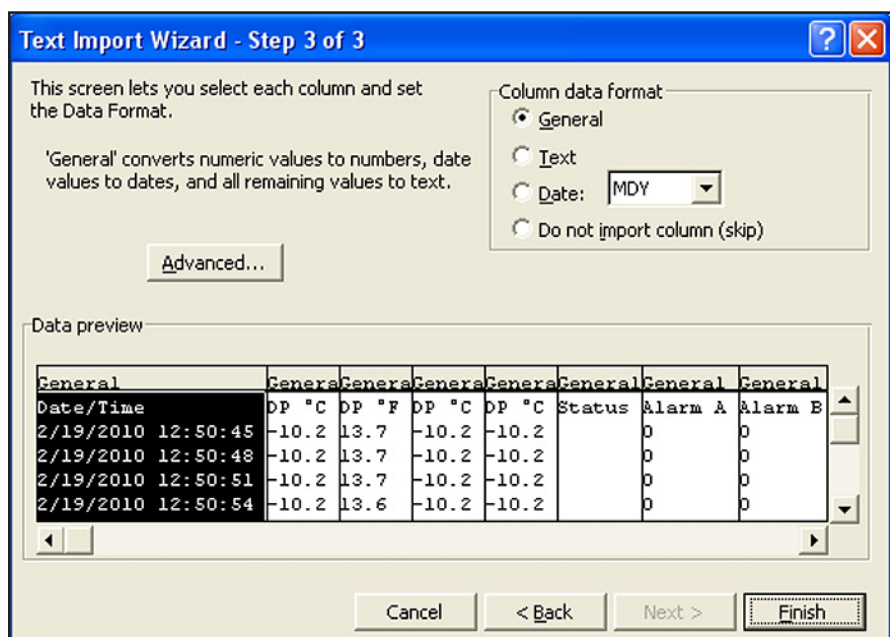 Text Import Wizard - Step 3 of 3
This screen lets you select each column and set
the Data Format.
'General' converts numeric values to numbers, date
values to dates, and all remaining values to text.
Advanced...
Column data format
General
Text
Date: MDY
Do not import column (skip)
Data preview
General Genera Genera Genera Genera General General General
Date/Time DP °C DP °F DP °C DP °C Status Alarm A Alarm B
2/19/2010 12:50:45 -10.2 13.7 -10.2 -10.2 0 0
2/19/2010 12:50:48 -10.2 13.7 -10.2 -10.2 0 0
2/19/2010 12:50:51 -10.2 13.7 -10.2 -10.2 0 0
2/19/2010 12:50:54 -10.2 13.6 -10.2 -10.2 0 0
Cancel < Back Next > Finish